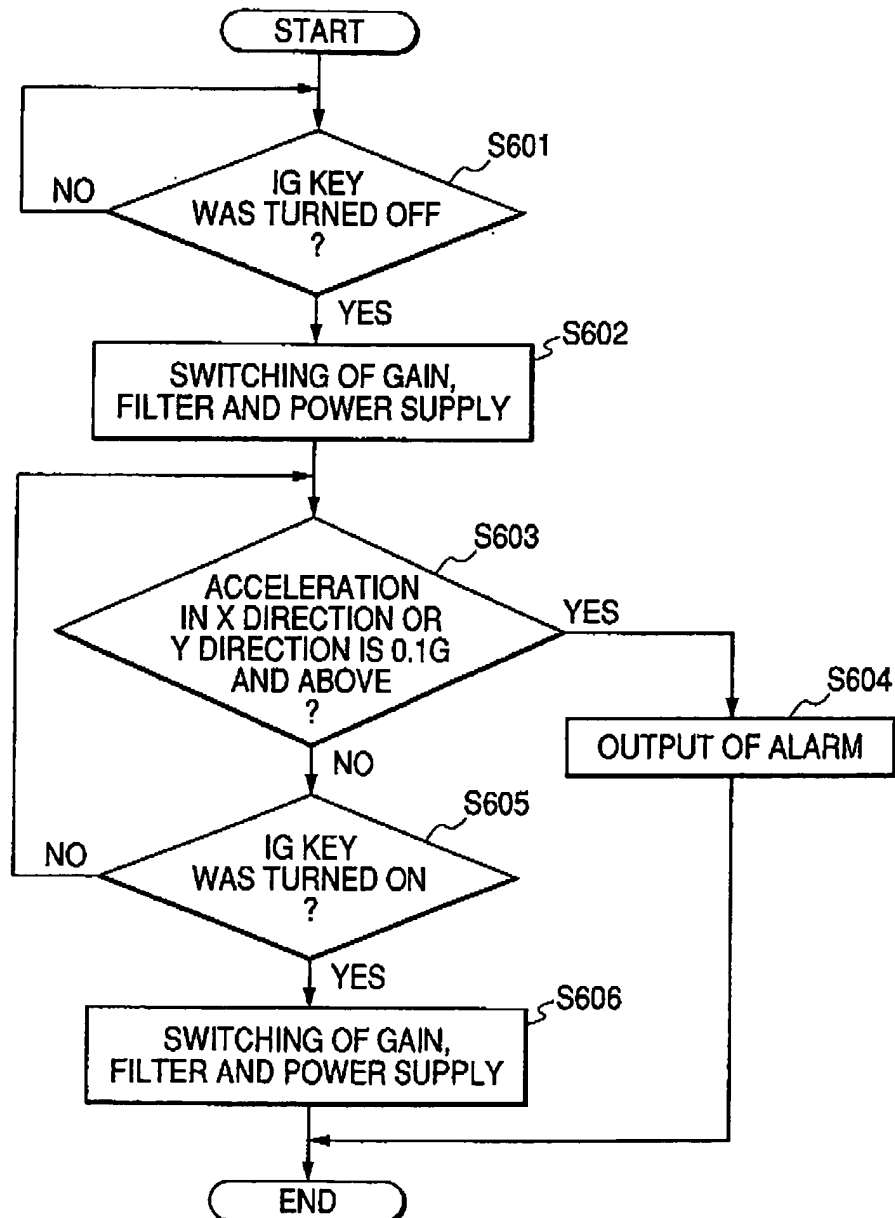 START
S601
IG KEY
WAS TURNED OFF
?
NO
YES
S602
SWITCHING OF GAIN,
FILTER AND POWER SUPPLY
S603
ACCELERATION
IN X DIRECTION OR
Y DIRECTION IS 0.1G
AND ABOVE
?
YES
NO
S604
OUTPUT OF ALARM
S605
IG KEY
WAS TURNED ON
?
NO
YES
S606
SWITCHING OF GAIN,
FILTER AND POWER SUPPLY
END